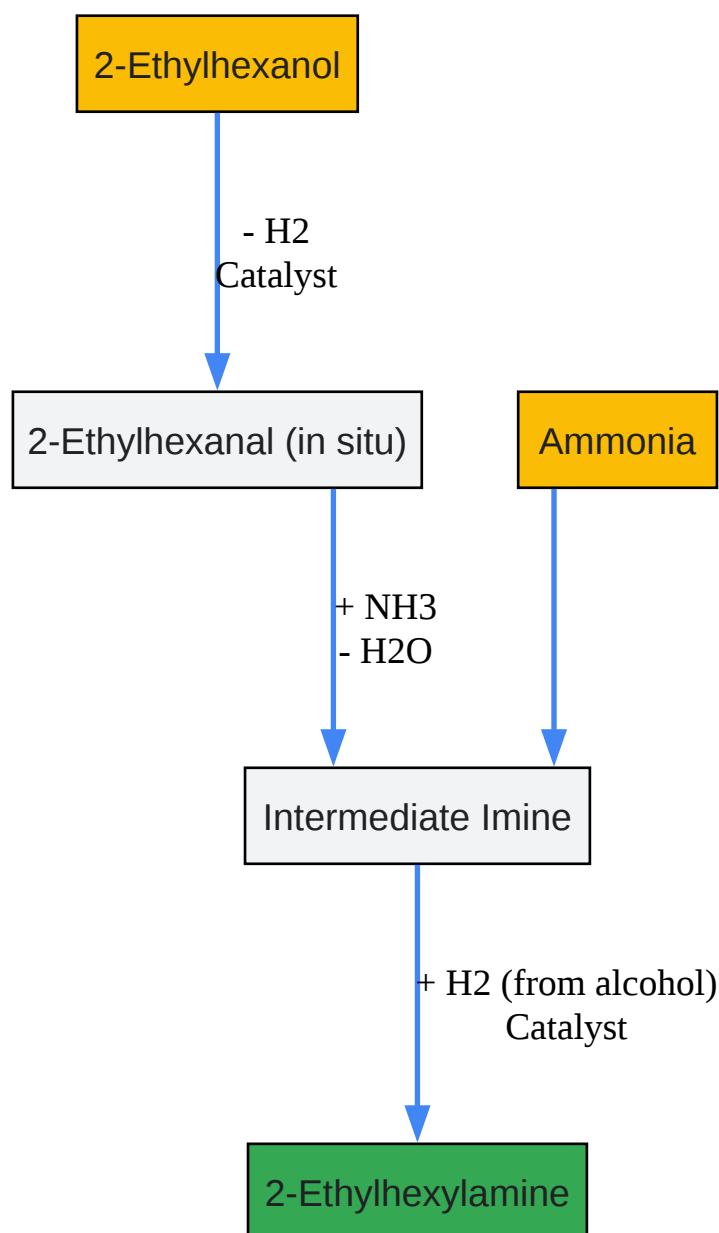 2-Ethylhexanol
- H2
Catalyst
2-Ethylhexanal (in situ)
Ammonia
+ NH3
- H2O
Intermediate Imine
+ H2 (from alcohol)
Catalyst
2-Ethylhexylamine